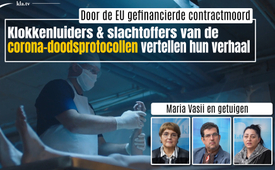 kla.tv
Door de EU gefinancierde contractmoord
Klokkenluiders & slachtoffers van de
corona-doodsprotocollen vertellen hun verhaal
Maria Vasii en getuigen